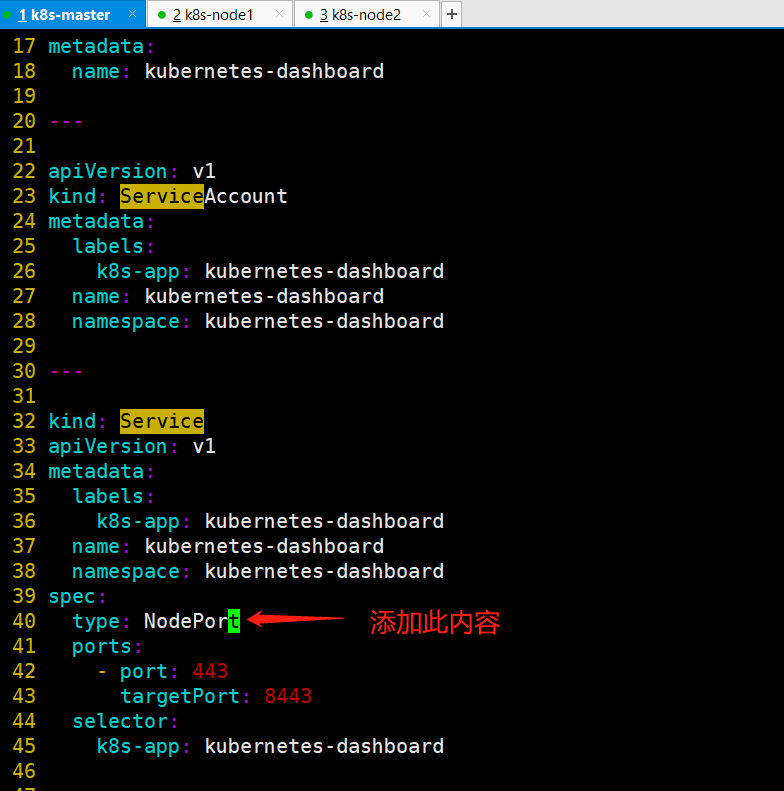 1 k8s-master × 2 k8s-node1 × 3 k8s-node2 × +
17 metadata:
18   name: kubernetes-dashboard
19
20 ---
21
22 apiVersion: v1
23 kind: ServiceAccount
24 metadata:
25   labels:
26     k8s-app: kubernetes-dashboard
27   name: kubernetes-dashboard
28   namespace: kubernetes-dashboard
29
30 ---
31
32 kind: Service
33 apiVersion: v1
34 metadata:
35   labels:
36     k8s-app: kubernetes-dashboard
37   name: kubernetes-dashboard
38   namespace: kubernetes-dashboard
39 spec:
40   type: NodePort 添加此内容
41   ports:
42     - port: 443
43       targetPort: 8443
44   selector:
45     k8s-app: kubernetes-dashboard
46